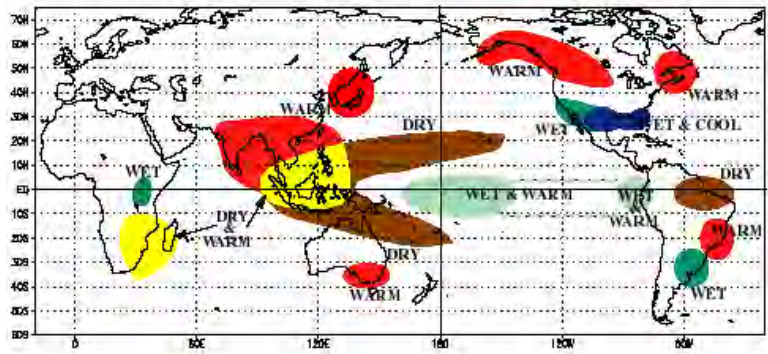 70N
60N
50N
40N
30N
20N
10N
EQ
10S
20S
30S
40S
50S
60S
0
60E
120E
180
120W
60W
WARM
WARM
WARM
DRY
WET
WET & COOL
WET
WET & WARM
WET
WARM
DRY
DRY
&
WARM
WARM
DRY
WARM
WET